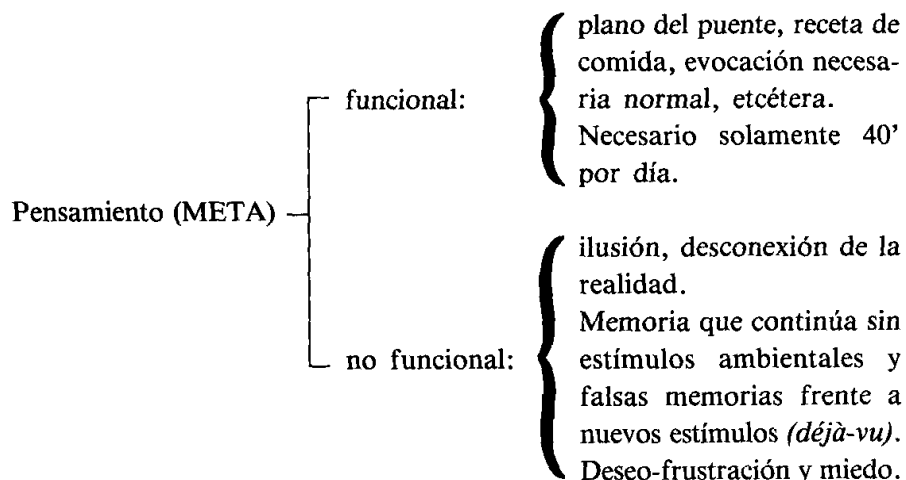 Pensamiento (META)
funcional:
plano del puente, receta de
comida, evocación necesa-
ria normal, etcétera.
Necesario solamente 40'
por día.
no funcional:
ilusión, desconexión de la
realidad.
Memoria que continúa sin
estímulos ambientales y
falsas memorias frente a
nuevos estímulos (déjà-vu).
Deseo-frustración y miedo.